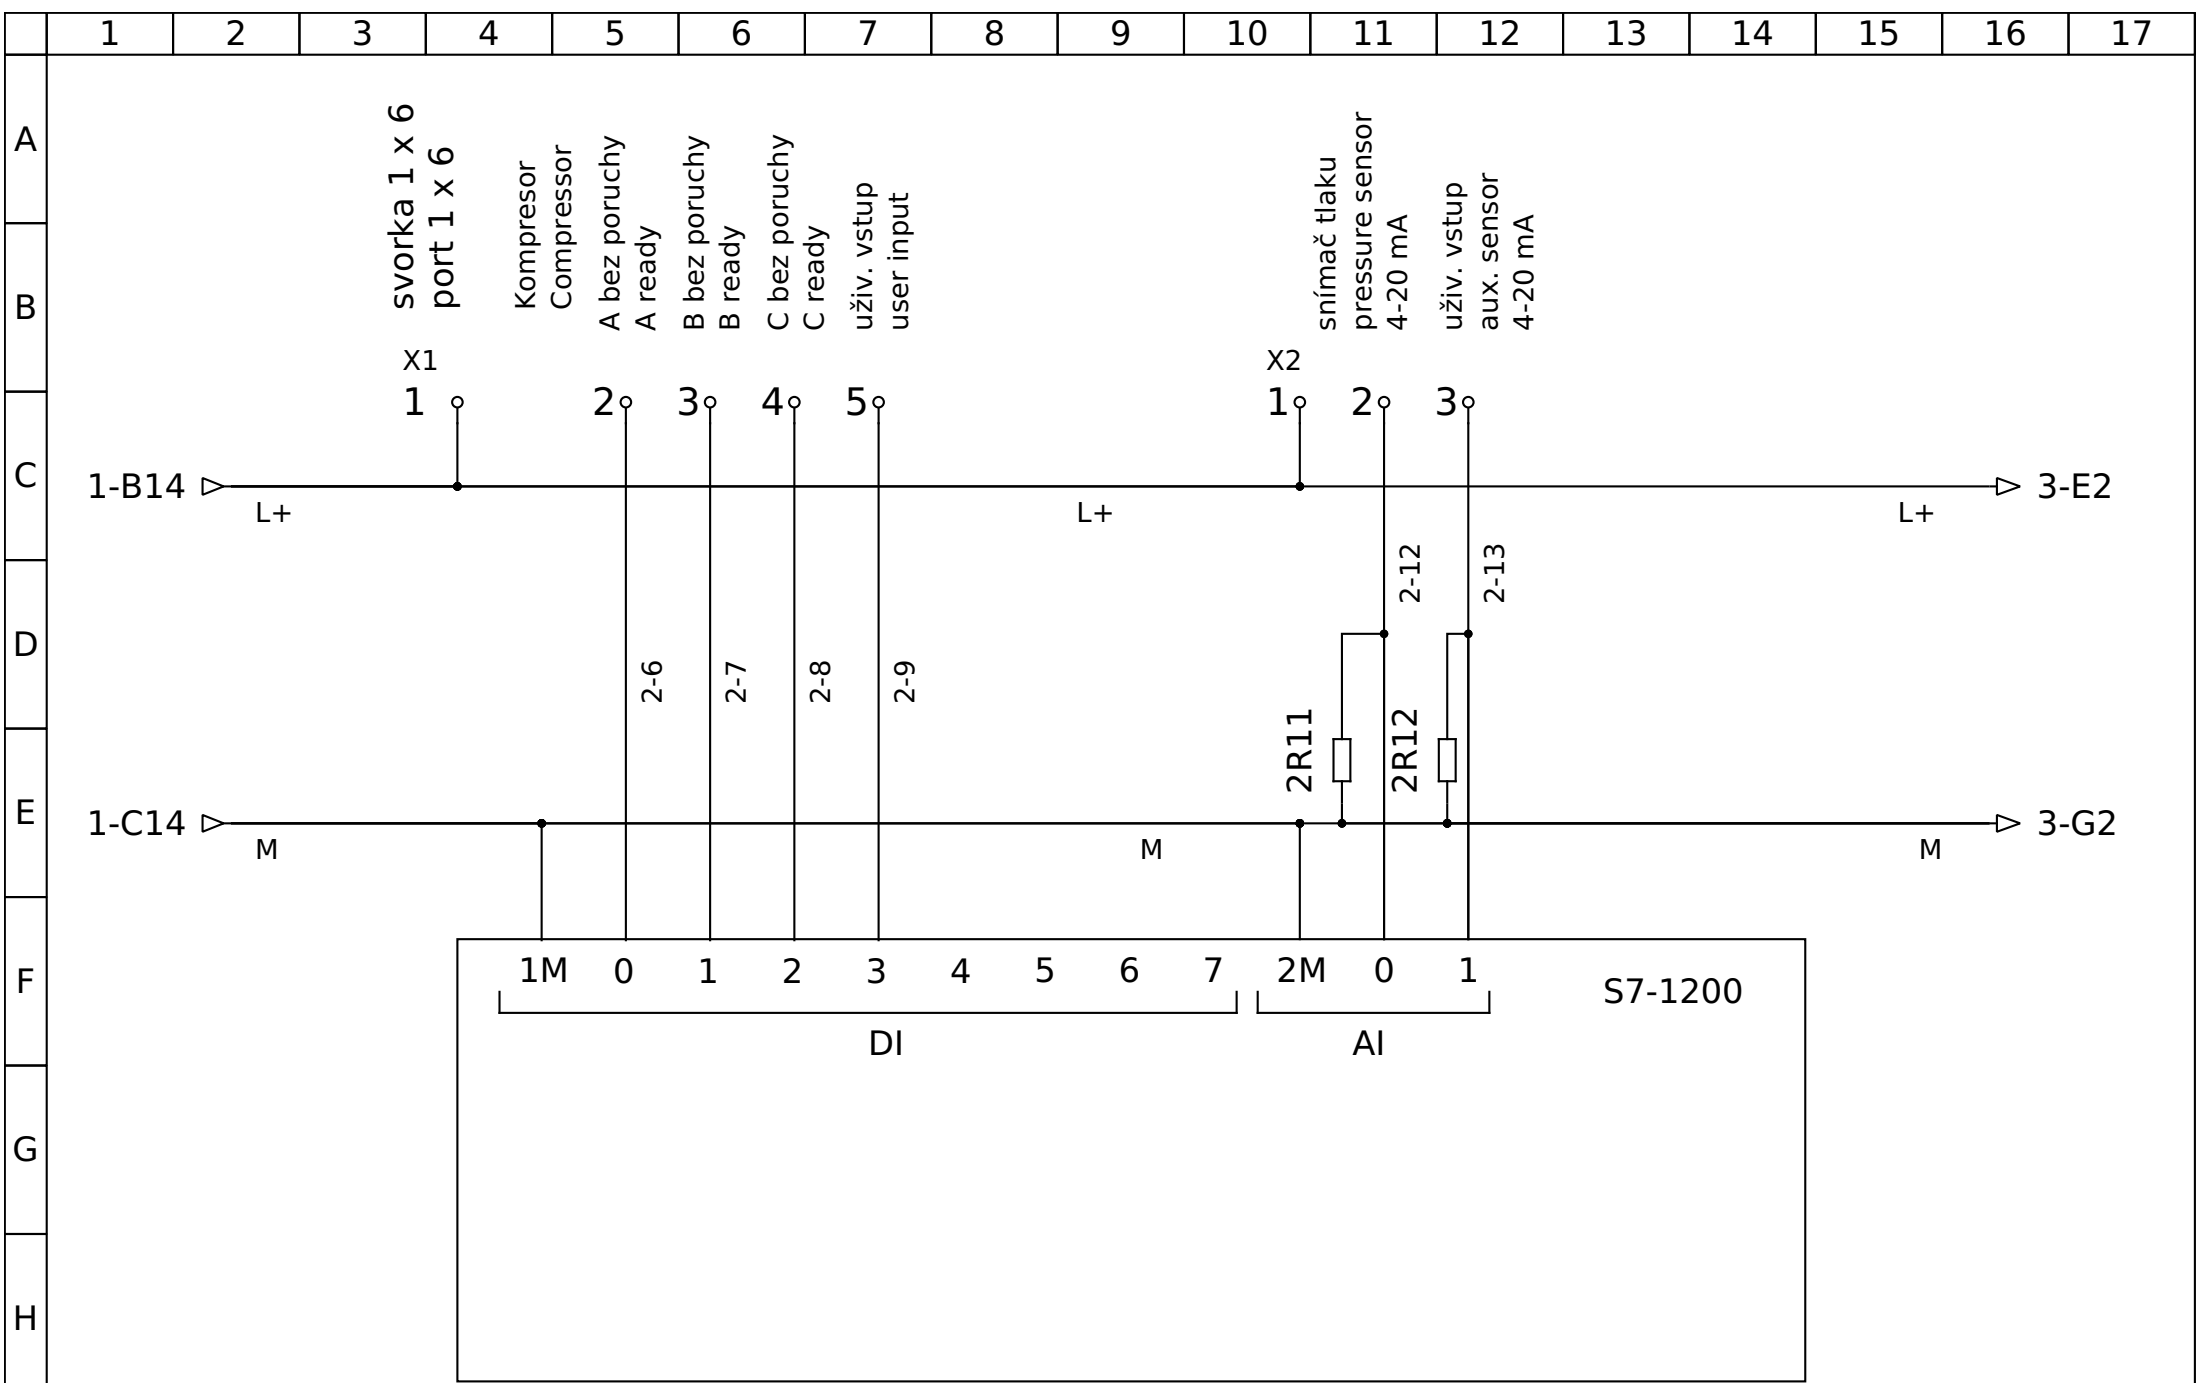 1 2 3 4 5 6 7 8 9 10 11 12 13 14 15 16 17
A
B
C
D
E
F
G
H
svorka 1 x 6
port 1 x 6
Kompresor
Compressor
A bez poruchy
A ready
B bez poruchy
B ready
C bez poruchy
C ready
uživ. vstup
user input
snímač tlaku
pressure sensor
4-20 mA
uživ. vstup
aux. sensor
4-20 mA
X1
X2
1 2 3 4 5 1 2 3
1-B14
3-E2
L+ L+ L+
2-12
2-13
2-6
2-7
2-8
2-9
2R11
2R12
1-C14
3-G2
M M M
1M 0 1 2 3 4 5 6 7 2M 0 1
S7-1200
DI
AI